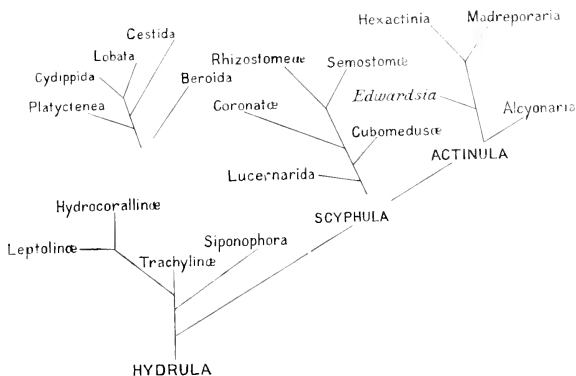 Hexactinia
Madreporaria
Cestida
Lobata
Cydippida
Beroida
Platyctenea
Rhizostomeæ
Semostomæ
Coronatæ
Edwardsia
Alcyonaria
Cubomedusæ
ACTINULA
Lucernarida
SCYPHULA
Hydrocorallinæ
Leptolinæ
Siponophora
Trachylinæ
HYDRULA